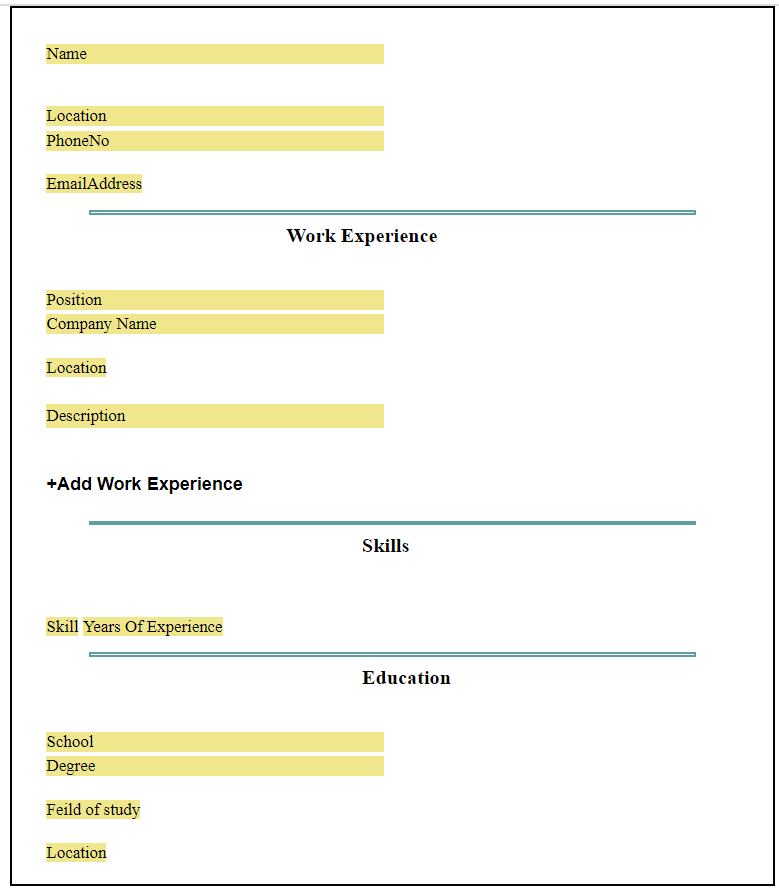 Name
Location
PhoneNo
EmailAddress
Work Experience
Position
Company Name
Location
Description
+Add Work Experience
Skills
Skill Years Of Experience
Education
School
Degree
Feild of study
Location